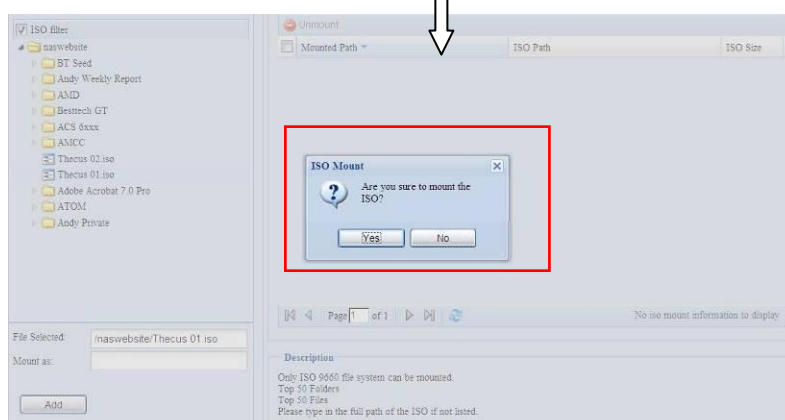 ISO filter
naswebsite
BT Seed
Andy Weekly Report
AMD
Besttech GT
ACS 6xxx
AMCC
Thecus 02.iso
Thecus 01.iso
Adobe Acrobat 7.0 Pro
ATOM
Andy Private
File Selected: /naswebsite/Thecus 01.iso
Mount as:
Add
Unmount
Mounted Path ISO Path ISO Size
ISO Mount
Are you sure to mount the
ISO?
Yes No
Page 1 of 1 No iso mount information to display
Description
Only ISO 9660 file system can be mounted.
Top 50 Folders
Top 50 Files
Please type in the full path of the ISO if not listed.